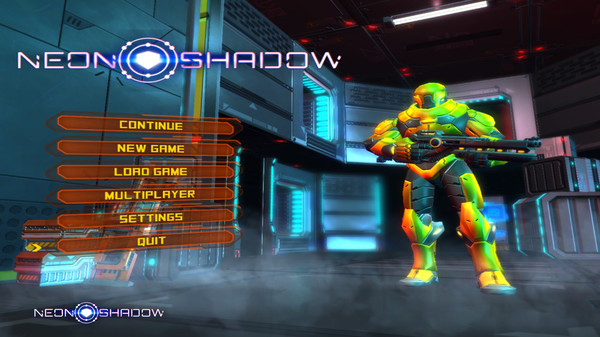 NEON SHADOW
CONTINUE
NEW GAME
LOAD GAME
MULTIPLAYER
SETTINGS
QUIT
NEON SHADOW